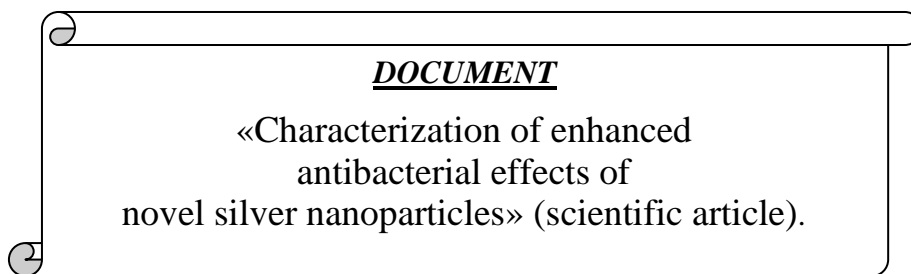 DOCUMENT
«Characterization of enhanced
antibacterial effects of
novel silver nanoparticles» (scientific article).